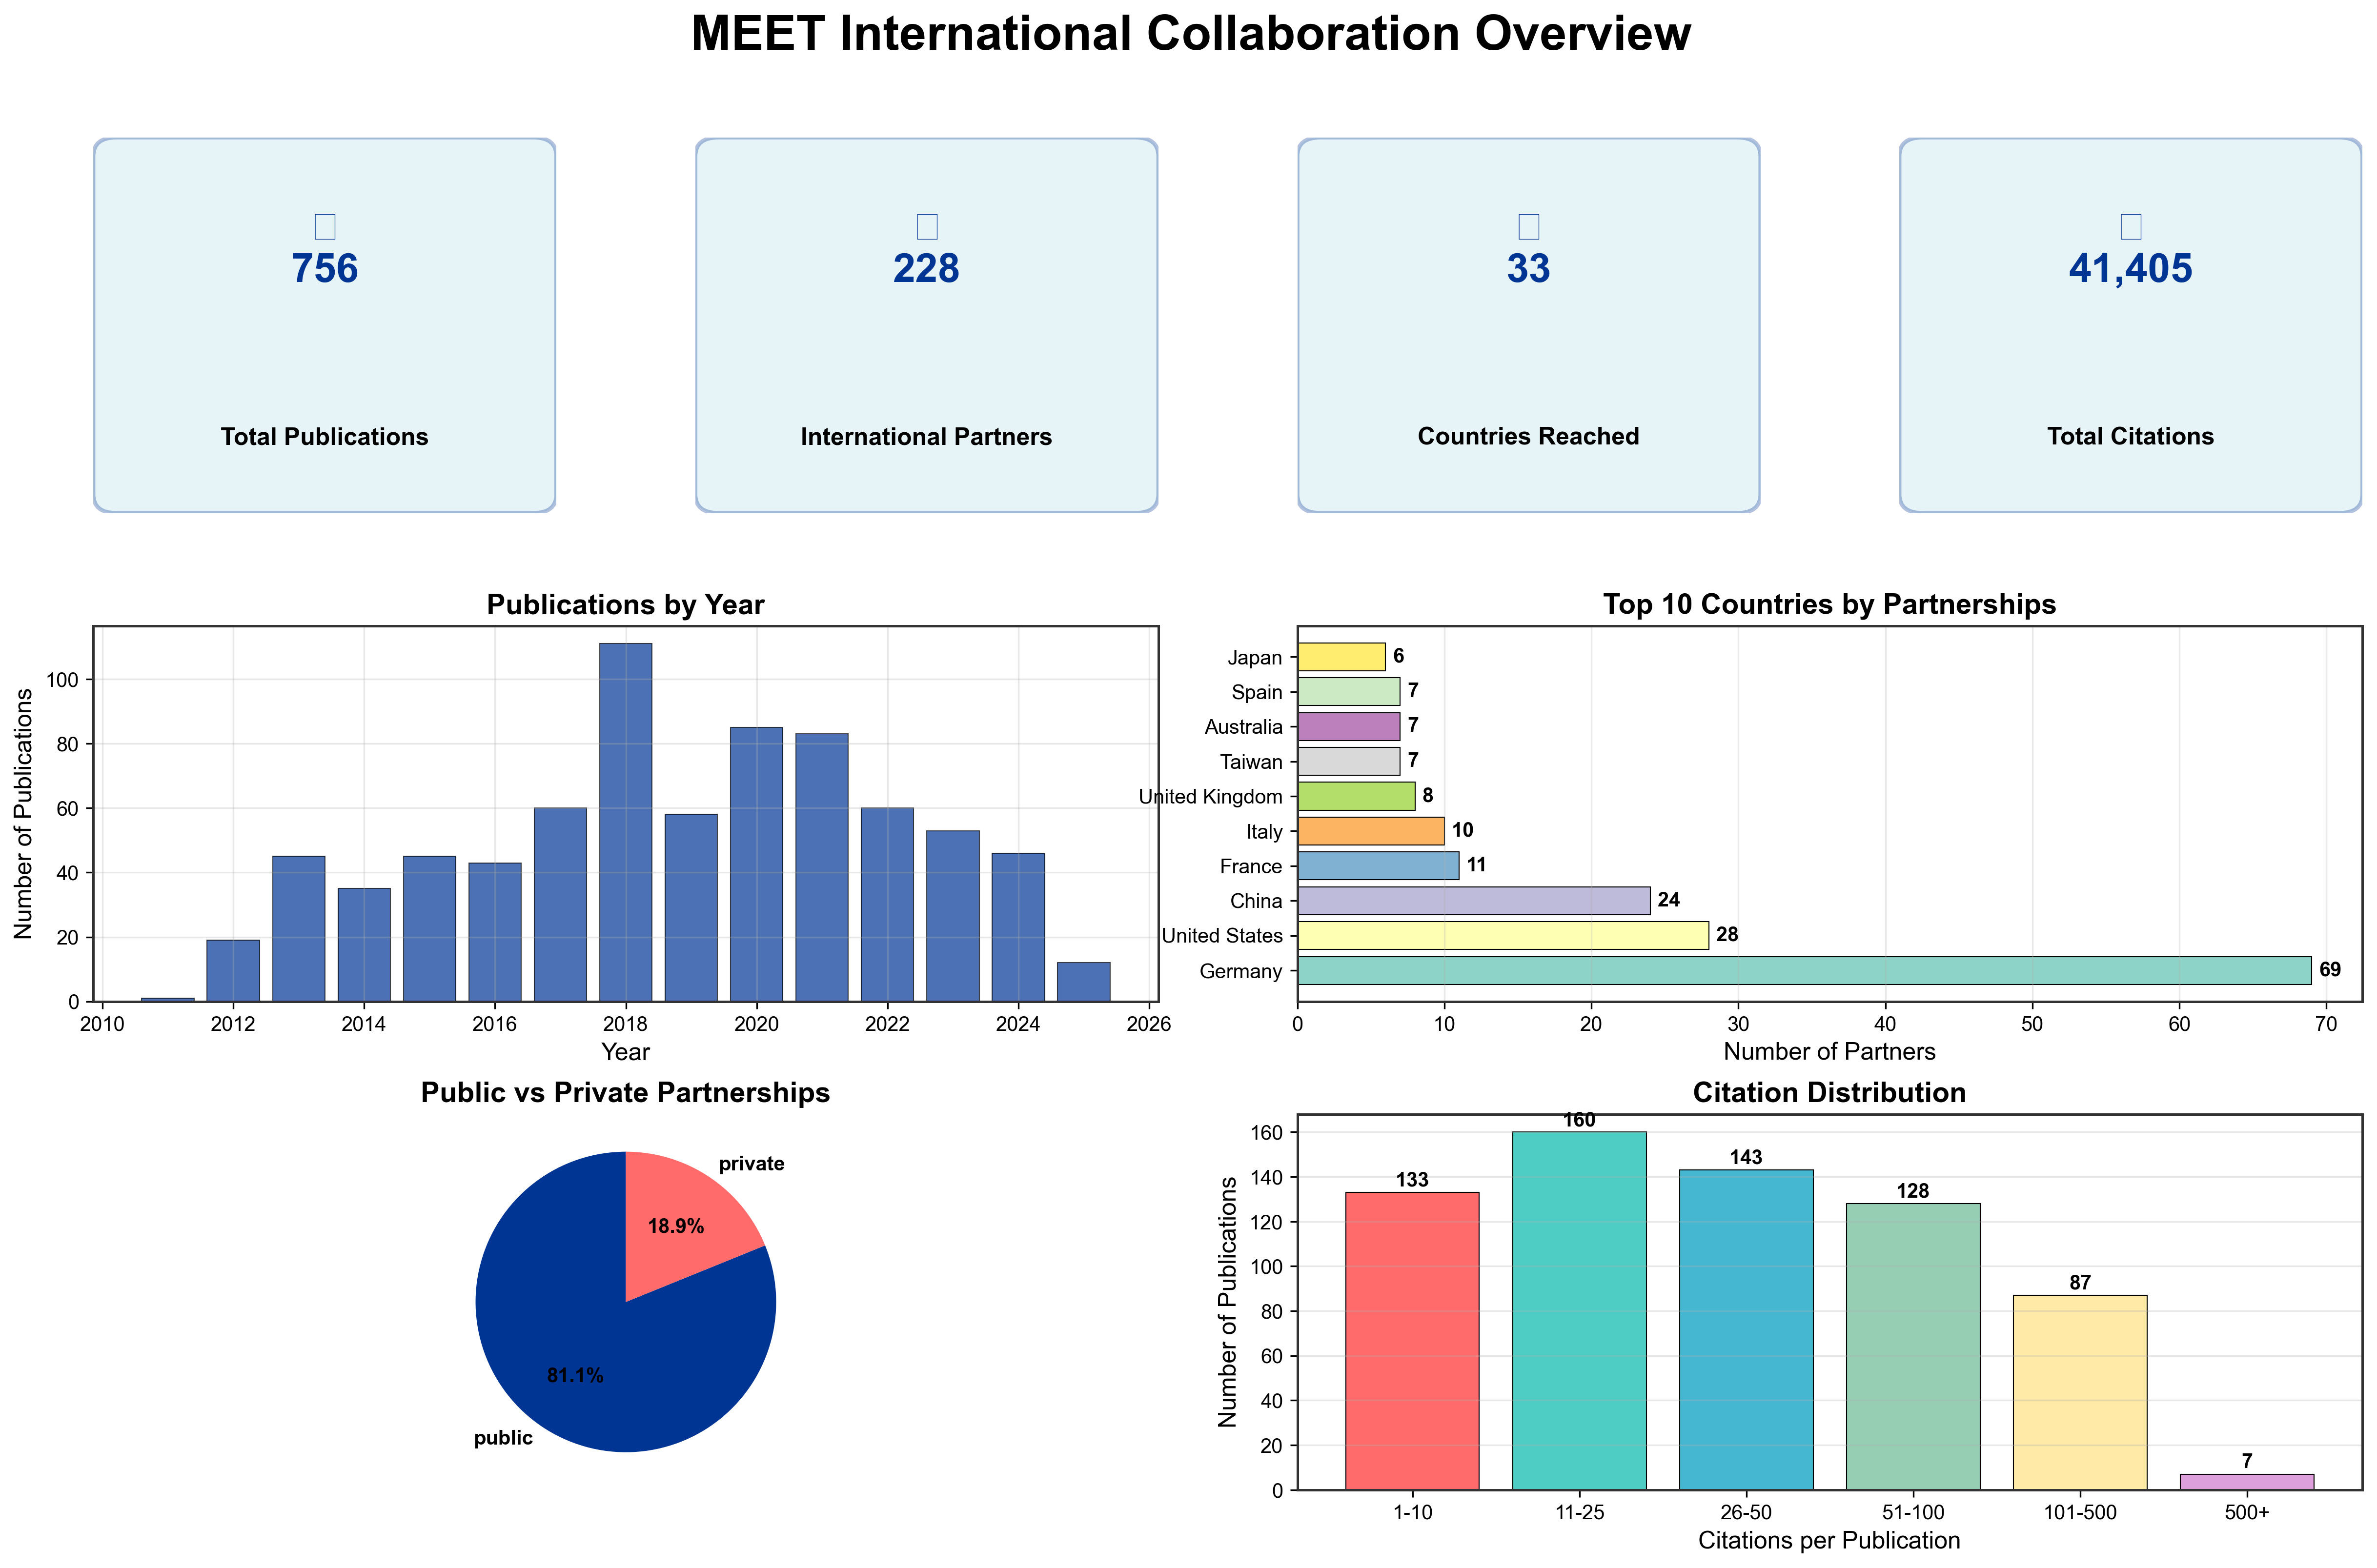 MEET International Collaboration Overview
756
Total Publications
228
International Partners
33
Countries Reached
41,405
Total Citations
Publications by Year
Number of Publications
100
80
60
40
20
0
2010 2012 2014 2016 2018 2020 2022 2024 2026
Year
Top 10 Countries by Partnerships
Japan 6
Spain 7
Australia 7
Taiwan 7
United Kingdom 8
Italy 10
France 11
China 24
United States 28
Germany 69
0 10 20 30 40 50 60 70
Number of Partners
Public vs Private Partnerships
private
18.9%
81.1%
public
Citation Distribution
Number of Publications
160
140
120
100
80
60
40
20
0
133 160 143 128 87 7
1-10 11-25 26-50 51-100 101-500 500+
Citations per Publication